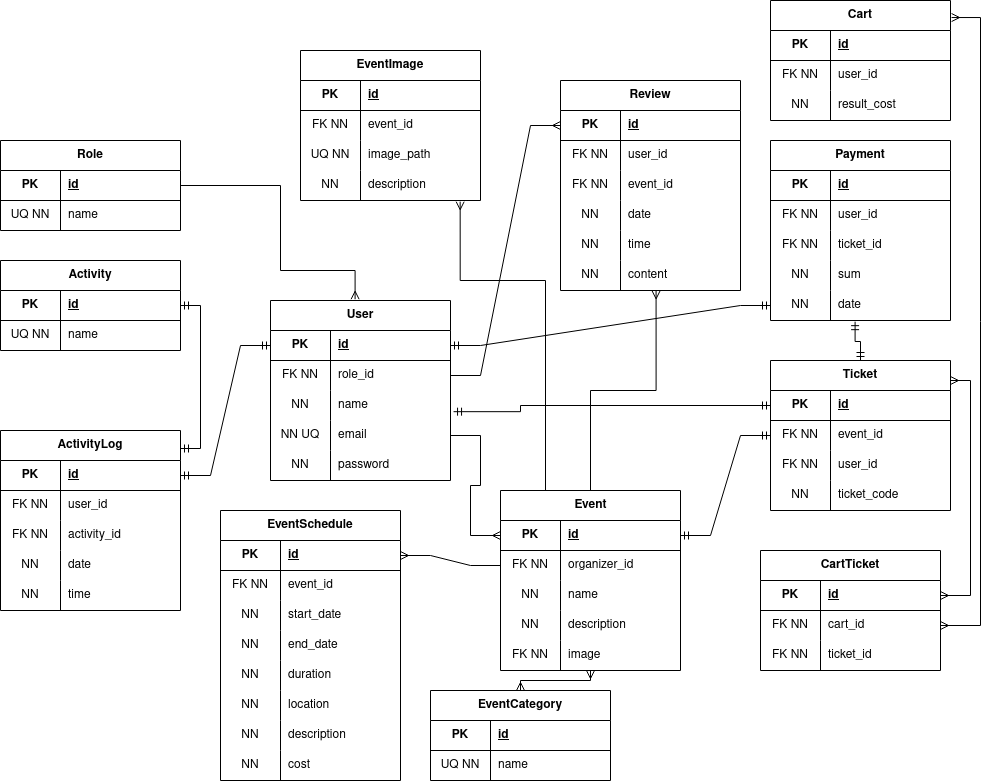 Cart
PK id
FK NN user_id
NN result_cost
EventImage
PK id
FK NN event_id
UQ NN image_path
NN description
Review
PK id
FK NN user_id
FK NN event_id
NN date
NN time
NN content
Role
PK id
UQ NN name
Payment
PK id
FK NN user_id
FK NN ticket_id
NN sum
NN date
Activity
PK id
UQ NN name
User
PK id
FK NN role_id
NN name
NN UQ email
NN password
Ticket
PK id
FK NN event_id
FK NN user_id
NN ticket_code
ActivityLog
PK id
FK NN user_id
FK NN activity_id
NN date
NN time
EventSchedule
PK id
FK NN event_id
NN start_date
NN end_date
NN duration
NN location
NN description
NN cost
Event
PK id
FK NN organizer_id
NN name
NN description
FK NN image
CartTicket
PK id
FK NN cart_id
FK NN ticket_id
EventCategory
PK id
UQ NN name